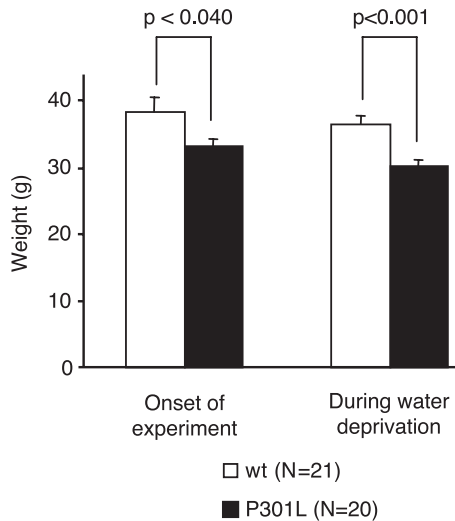 p < 0.040 p<0.001
40
30
20
10
0
Weight (g)
Onset of experiment
During water deprivation
wt (N=21)
P301L (N=20)